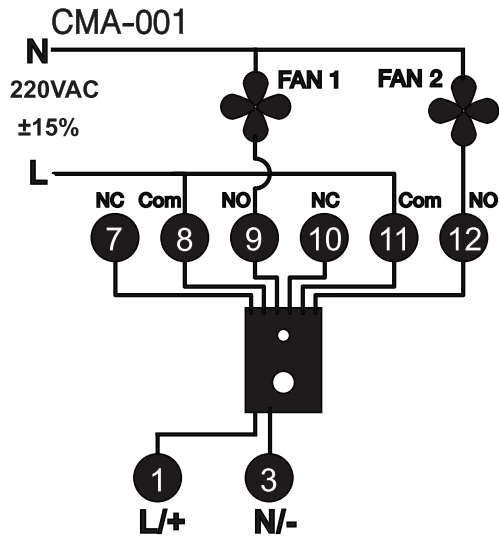 CMA-001
N
220VAC
±15%
FAN 1
FAN 2
L
NC Com NO NC Com NO
7 8 9 10 11 12
1 3
L/+ N/-